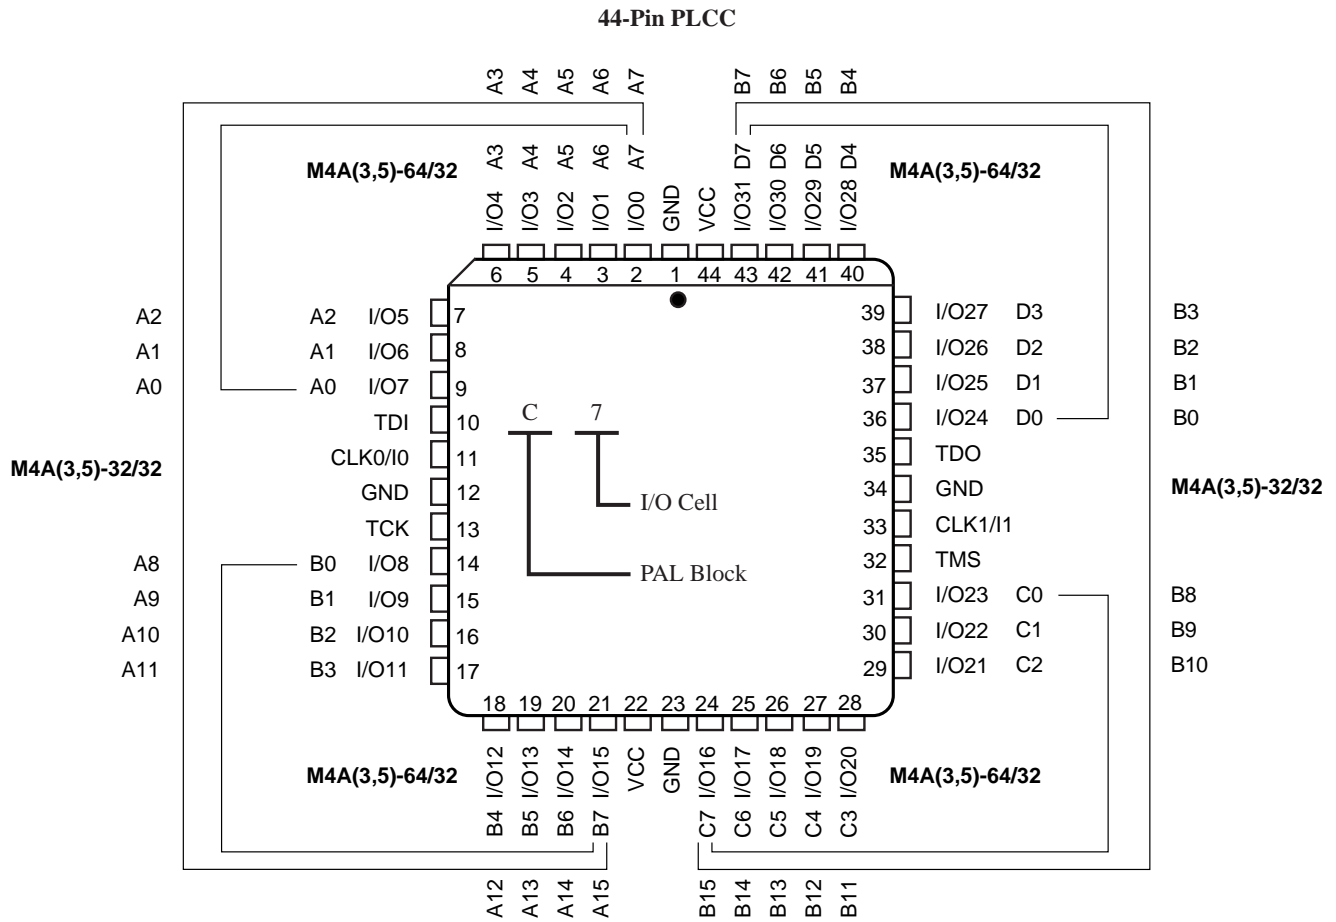 44-Pin PLCC
A3 A4 A5 A6 A7 B7 B6 B5 B4
M4A(3,5)-64/32 A3 A4 A5 A6 A7 D7 D6 D5 D4 M4A(3,5)-64/32
I/O4 I/O3 I/O2 I/O1 I/O0 GND VCC I/O31 I/O30 I/O29 I/O28
6 5 4 3 2 1 44 43 42 41 40
A2 A2 I/O5 7 39 I/O27 D3 B3
A1 A1 I/O6 8 38 I/O26 D2 B2
A0 A0 I/O7 9 37 I/O25 D1 B1
TDI 10 C 7 36 I/O24 D0 B0
CLK0/I0 11 35 TDO
M4A(3,5)-32/32
GND 12 I/O Cell 34 GND M4A(3,5)-32/32
TCK 13 33 CLK1/I1
A8 B0 I/O8 14 PAL Block 32 TMS
A9 B1 I/O9 15 31 I/O23 C0 B8
A10 B2 I/O10 16 30 I/O22 C1 B9
A11 B3 I/O11 17 29 I/O21 C2 B10
18 19 20 21 22 23 24 25 26 27 28
M4A(3,5)-64/32 I/O12 I/O13 I/O14 I/O15 VCC GND I/O16 I/O17 I/O18 I/O19 I/O20 M4A(3,5)-64/32
B4 B5 B6 B7 C7 C6 C5 C4 C3
A12 A13 A14 A15 B15 B14 B13 B12 B11